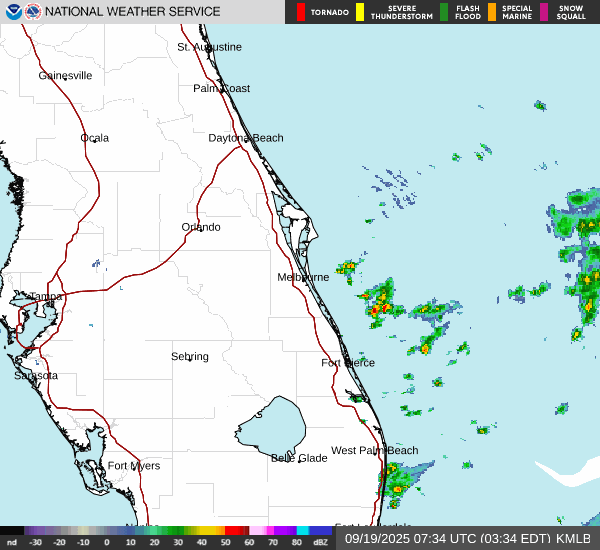 NATIONAL WEATHER SERVICE
TORNADO
SEVERE THUNDERSTORM
FLASH FLOOD
SPECIAL MARINE
SNOW SQUALL
St. Augustine
Gainesville
Palm Coast
Ocala
Daytona Beach
Orlando
Melbourne
Tampa
Sebring
Fort Pierce
Sarasota
West Palm Beach
Belle Glade
Fort Myers
nd -30 -20 -10 0 10 20 30 40 50 60 70 80 dBZ
09/19/2025 07:34 UTC (03:34 EDT) KMLB